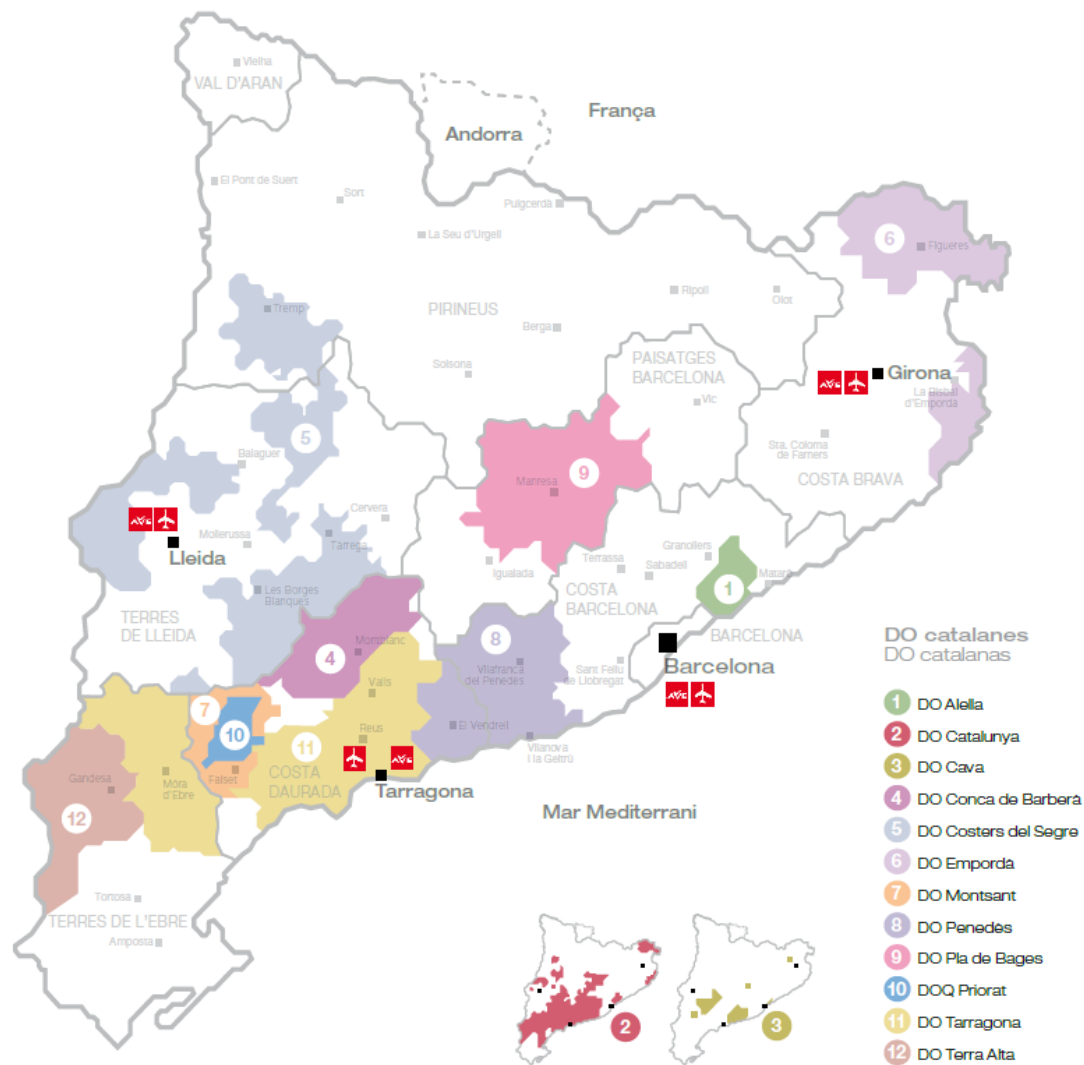 Vielha
VAL D'ARAN
França
Andorra
El Pont de Suert
Sort
Puigcerdà
La Seu d'Urgell
6
Figueres
Tremp
PIRINEUS
Ripoll
Olot
Berga
Solsona
PAISATGES
BARCELONA
Vic
Girona
La Bisbal
d'Empordà
5
Balaguer
Sta. Coloma
de Farners
COSTA BRAVA
9
Manresa
Cervera
Mollerussa
Tàrrega
Lleida
Granollers
Terrassa
Sabadell
Igualada
Mataró
1
Les Borges
Blanques
COSTA
BARCELONA
TERRES
DE LLEIDA
8
BARCELONA
Montblanc
4
Vilafranca
del Penedès
Sant Feliu
de Llobregat
Barcelona
Valls
7
10
11
Reus
El Vendrell
Vilanova
i la Geltrú
Gandesa
Móra
d'Ebre
Falset
COSTA
DAURADA
Tarragona
12
Mar Mediterrani
Tortosa
TERRES DE L'EBRE
Amposta
2
3
DO catalanes
DO catalanas
1 DO Alella
2 DO Catalunya
3 DO Cava
4 DO Conca de Barberà
5 DO Costers del Segre
6 DO Empordà
7 DO Montsant
8 DO Penedès
9 DO Pla de Bages
10 DOQ Priorat
11 DO Tarragona
12 DO Terra Alta